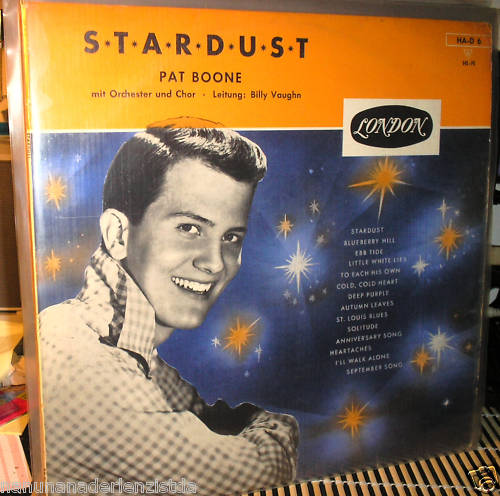 S·T·A·R·D·U·S·T
HA-D 6
HI-FI
PAT BOONE
mit Orchester und Chor · Leitung: Billy Vaughn
LONDON
STARDUST
BLUEBERRY HILL
EBB TIDE
LITTLE WHITE LIES
TO EACH HIS OWN
COLD, COLD HEART
DEEP PURPLE
AUTUMN LEAVES
ST. LOUIS BLUES
SOLITUDE
ANNIVERSARY SONG
HEARTACHES
I'LL WALK ALONE
SEPTEMBER SONG
nanunanaderienzistda